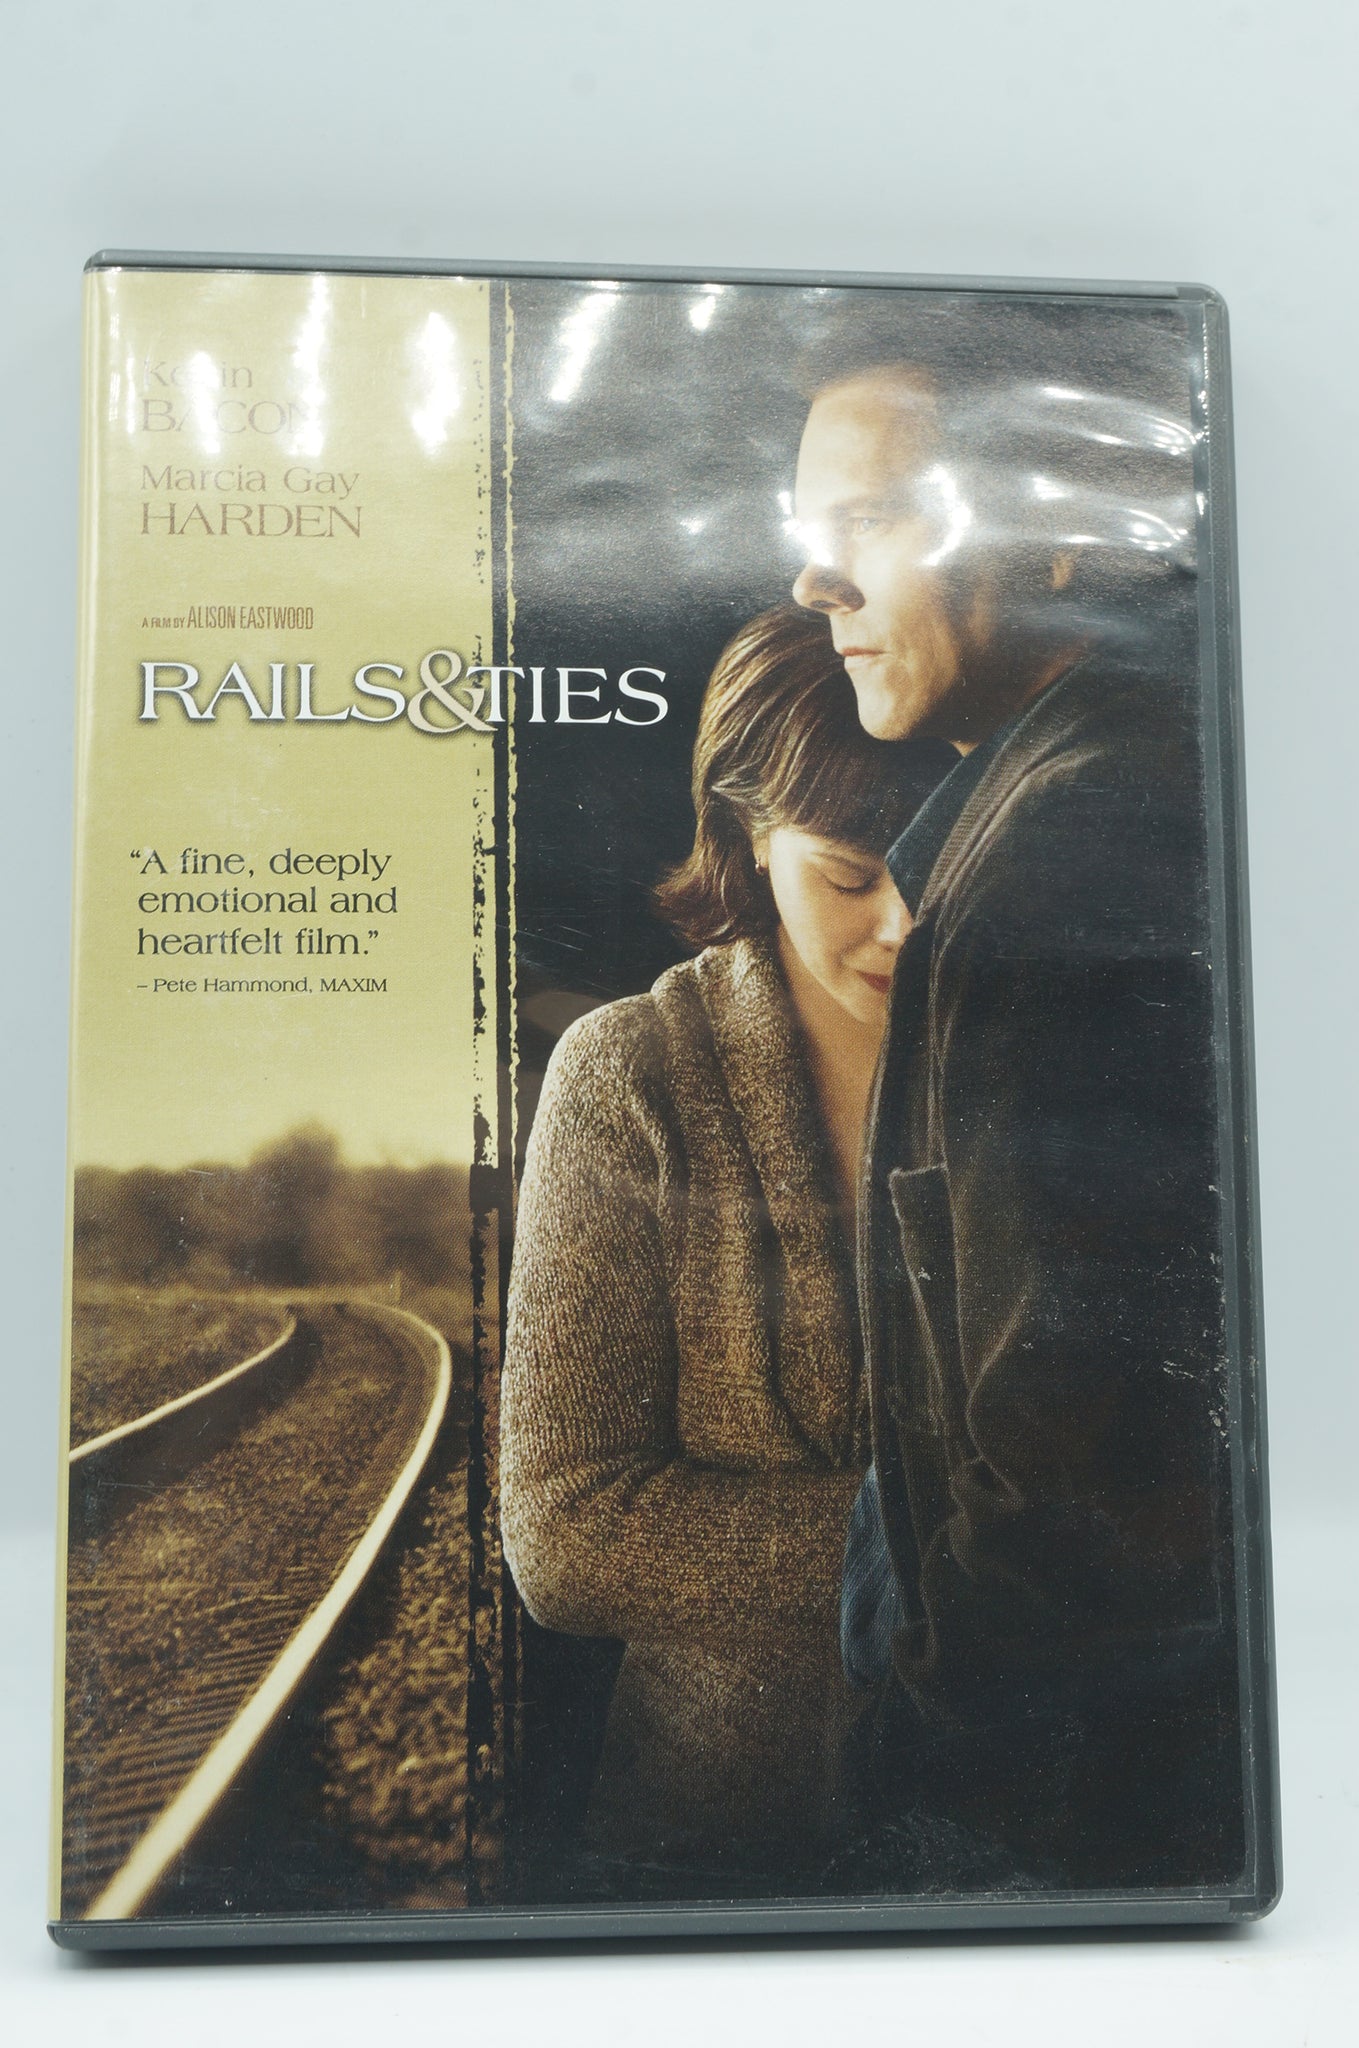 Kevin
BACON
Marcia Gay
HARDEN
A FILM BY ALISON EASTWOOD
RAILS & TIES
“A fine, deeply
emotional and
heartfelt film.”
– Pete Hammond, MAXIM